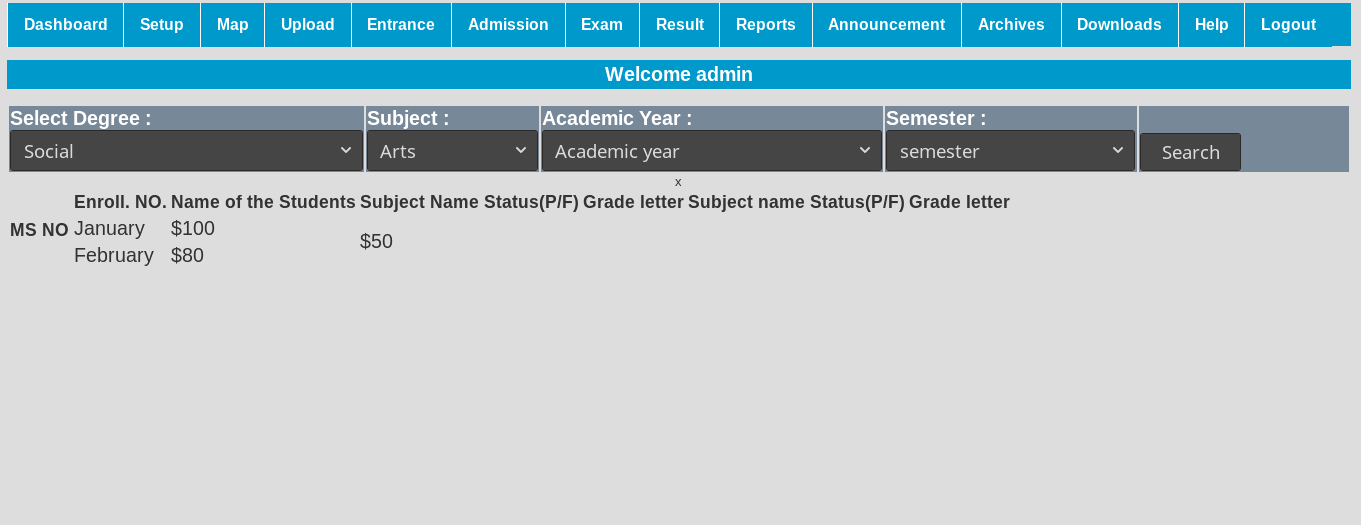 Dashboard Setup Map Upload Entrance Admission Exam Result Reports Announcement Archives Downloads Help Logout
Welcome admin
Select Degree : Subject : Academic Year : Semester :
Social Arts Academic year semester Search
x
Enroll. NO. Name of the Students Subject Name Status(P/F) Grade letter Subject name Status(P/F) Grade letter
MS NO January $100
$50
February $80